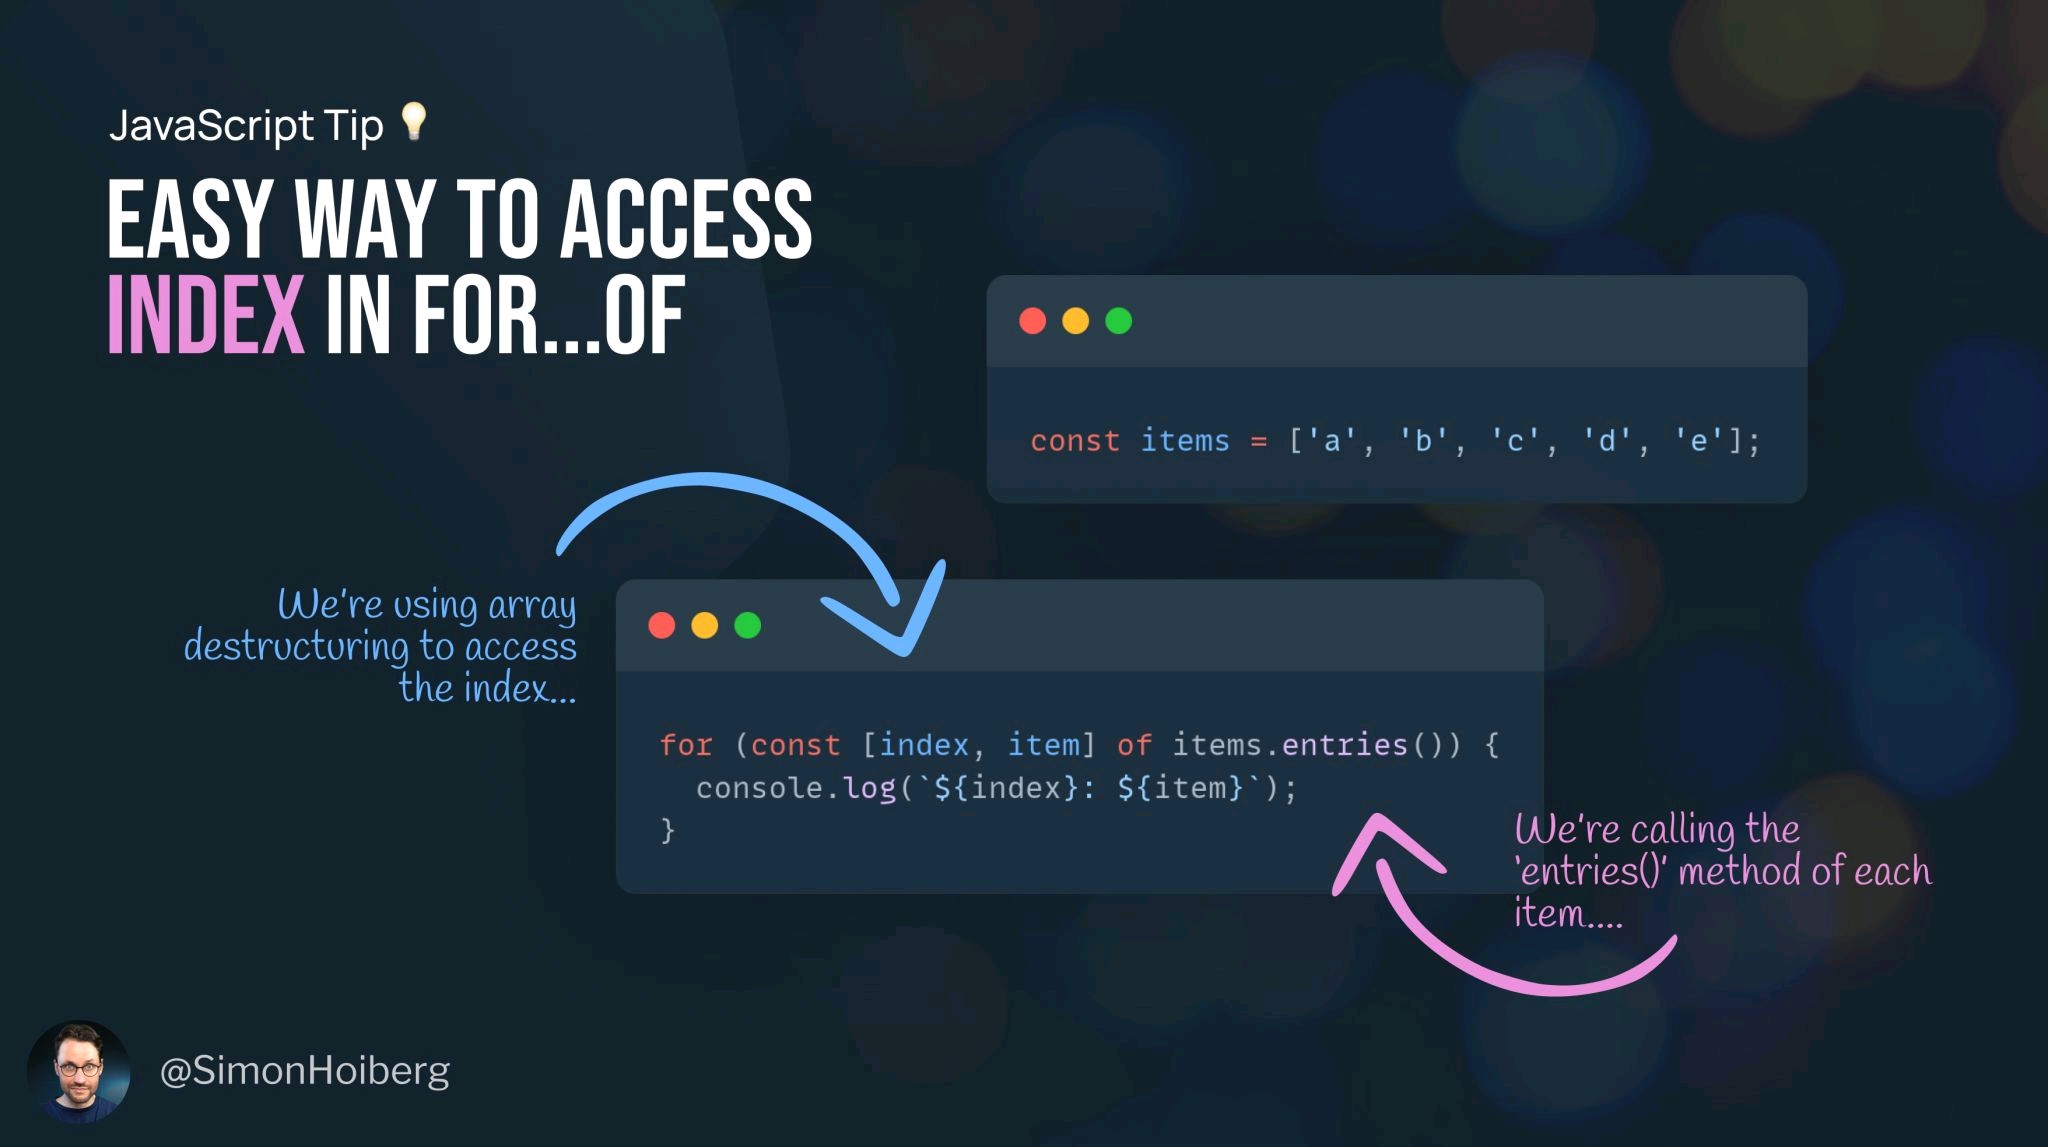 JavaScript Tip 💡
EASY WAY TO ACCESS
INDEX IN FOR...OF
const items = ['a', 'b', 'c', 'd', 'e'];
We're using array
destructuring to access
the index...
for (const [index, item] of items.entries()) {
  console.log(`${index}: ${item}`);
}
We're calling the
'entries()' method of each
item....
@SimonHoiberg